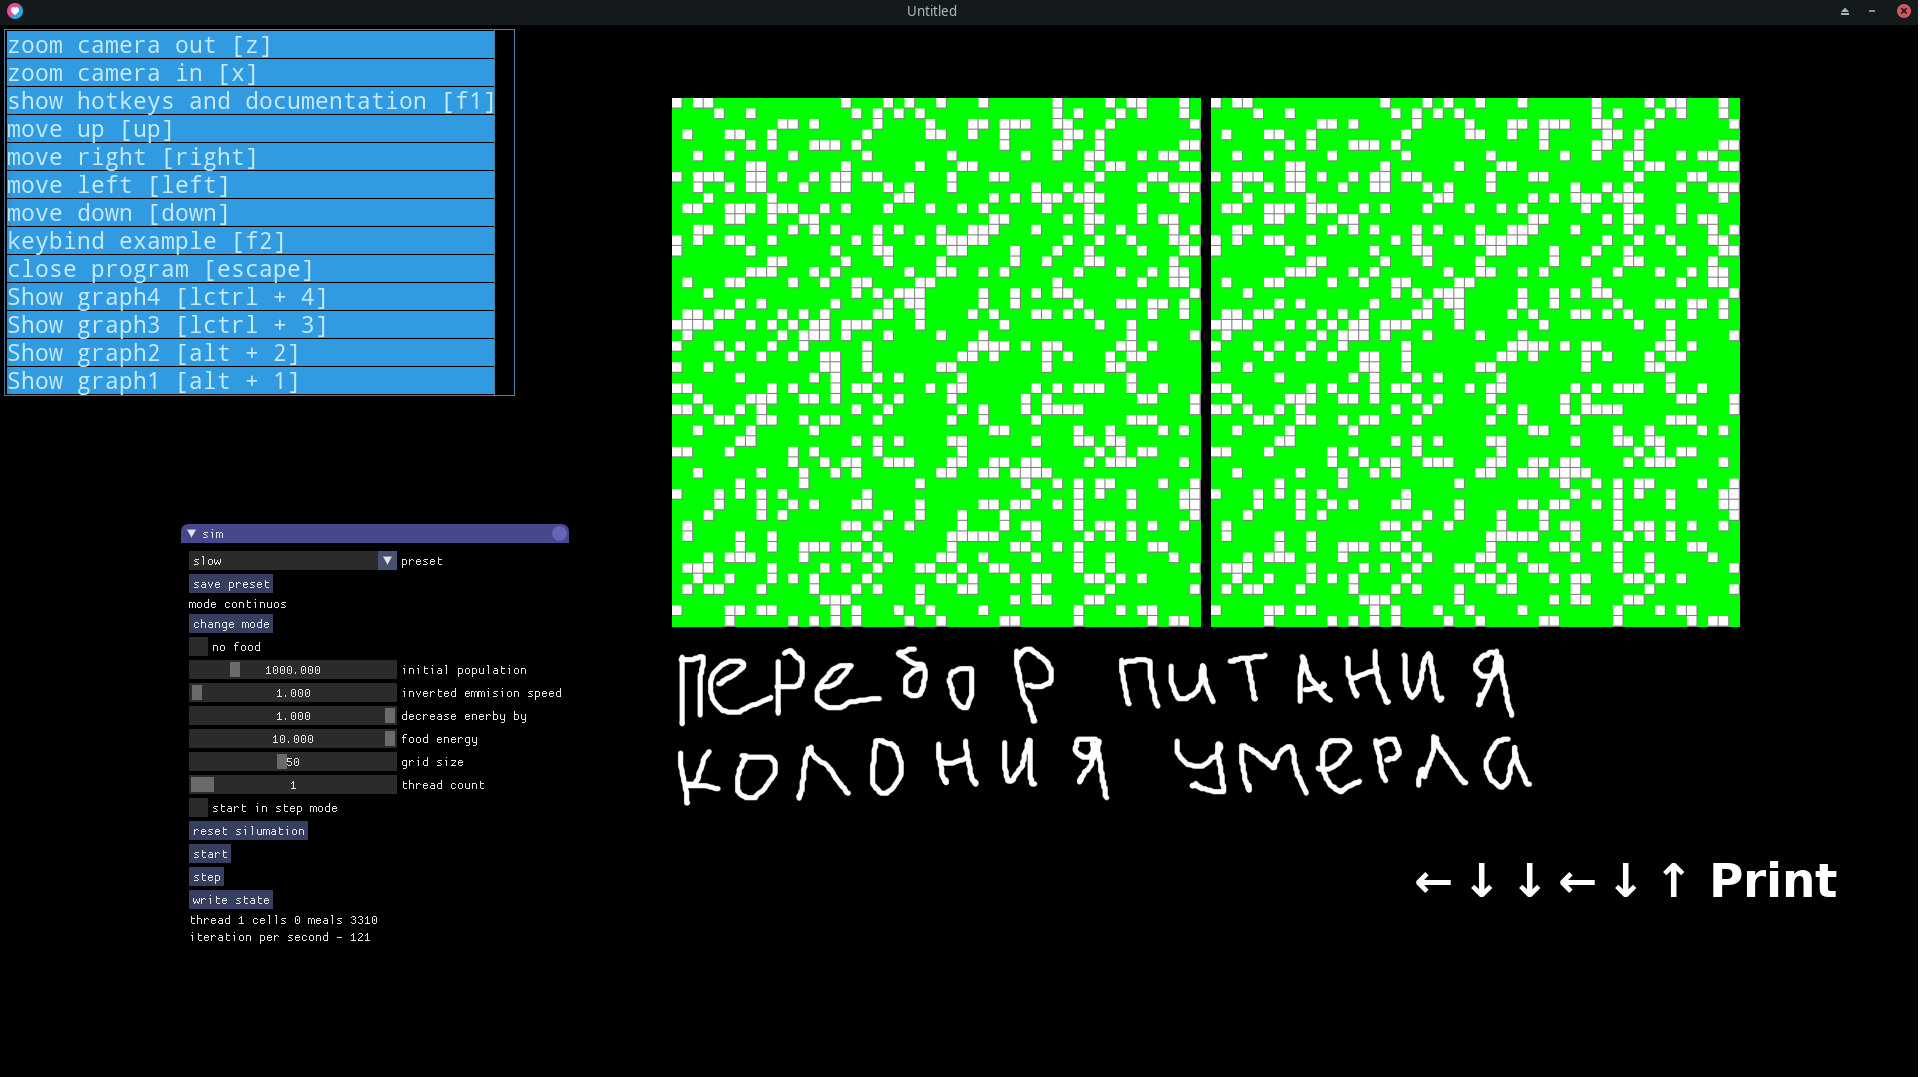 Untitled
zoom camera out [z]
zoom camera in [x]
show hotkeys and documentation [f1]
move up [up]
move right [right]
move left [left]
move down [down]
keybind example [f2]
close program [escape]
Show graph4 [lctrl + 4]
Show graph3 [lctrl + 3]
Show graph2 [alt + 2]
Show graph1 [alt + 1]
sim
slow preset
save preset
mode continuos
change mode
no food
1000.000 initial population
1.000 inverted emmision speed
1.000 decrease enerby by
10.000 food energy
50 grid size
1 thread count
start in step mode
reset silumation
start
step
write state
thread 1 cells 0 meals 3310
iteration per second - 121
перебор питания
колония умерла
←↓↓←↓↑ Print